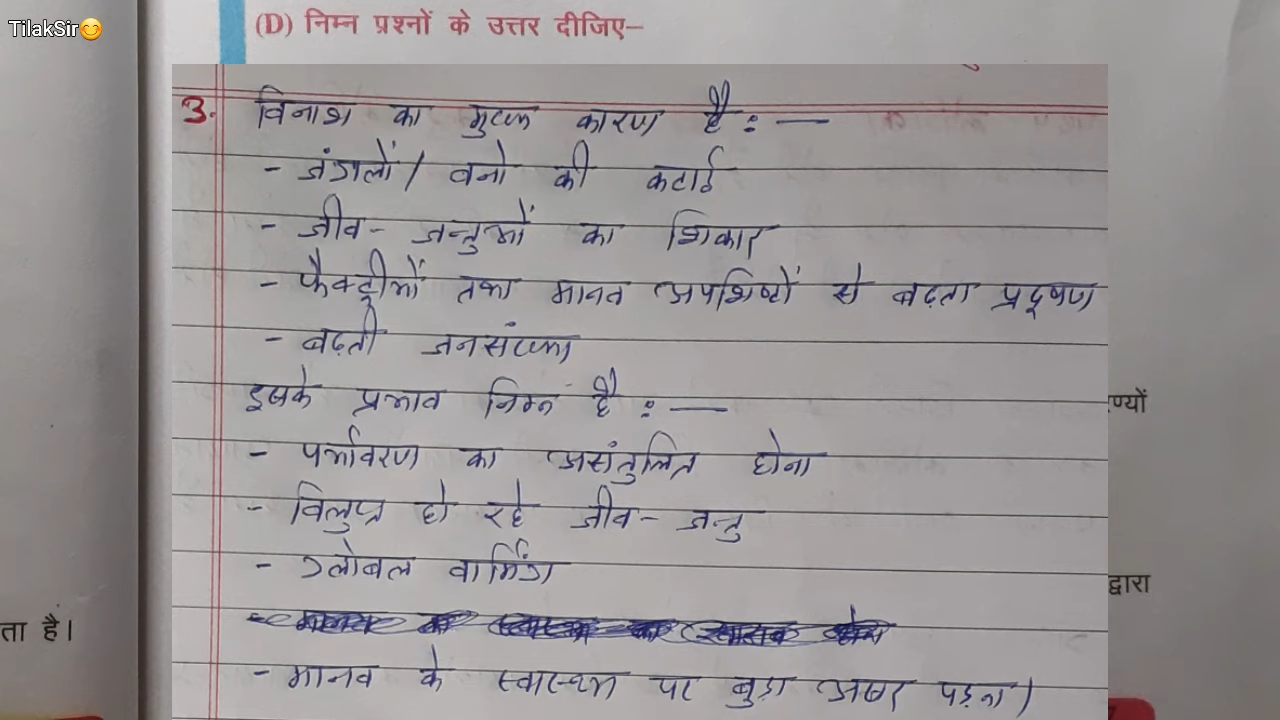 TilakSir😊
(D) निम्न प्रश्नों के उत्तर दीजिए–
3. विनाश का मुख्य कारण है : —
- जंगलों / वनो की कटाई
- जीव - जन्तुओं का शिकार
- फैक्ट्रीओं तथा मानव अपशिष्टों से बढ़ता प्रदूषण
- बढ़ती जनसंख्या
ण्यों
इसके प्रभाव निम्न है : —
- पर्यावरण का असंतुलित होना
- विलुप्त हो रहे जीव - जन्तु
- ग्लोबल वार्मिंग
द्वारा
ता है।
- मानव के स्वास्थ्य पर बुड़ा असर पड़ना।